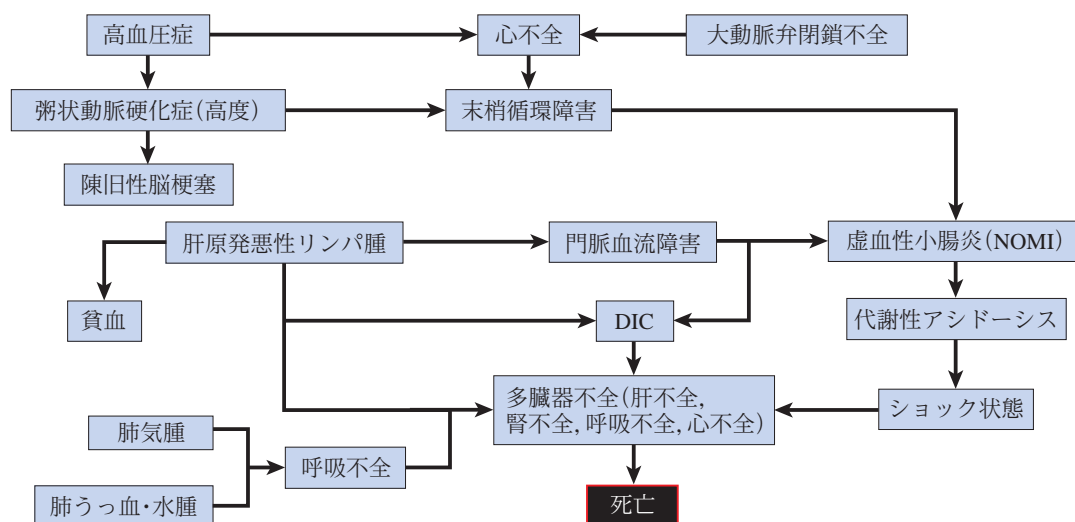 高血圧症
心不全
大動脈弁閉鎖不全
粥状動脈硬化症(高度)
末梢循環障害
陳旧性脳梗塞
肝原発悪性リンパ腫
門脈血流障害
虚血性小腸炎(NOMI)
貧血
DIC
代謝性アシドーシス
多臓器不全(肝不全,
腎不全, 呼吸不全, 心不全)
ショック状態
肺気腫
呼吸不全
肺うっ血・水腫
死亡